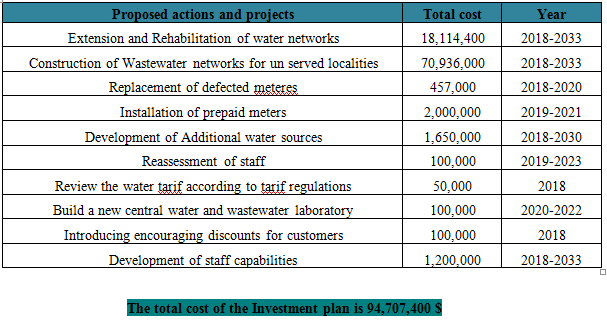 Proposed actions and projects Total cost Year
Extension and Rehabilitation of water networks 18,114,400 2018-2033
Construction of Wastewater networks for un served localities 70,936,000 2018-2033
Replacement of defected meteres 457,000 2018-2020
Installation of prepaid meters 2,000,000 2019-2021
Development of Additional water sources 1,650,000 2018-2030
Reassessment of staff 100,000 2019-2023
Review the water tarif according to tarif regulations 50,000 2018
Build a new central water and wastewater laboratory 100,000 2020-2022
Introducing encouraging discounts for customers 100,000 2018
Development of staff capabilities 1,200,000 2018-2033
The total cost of the Investment plan is 94,707,400 $